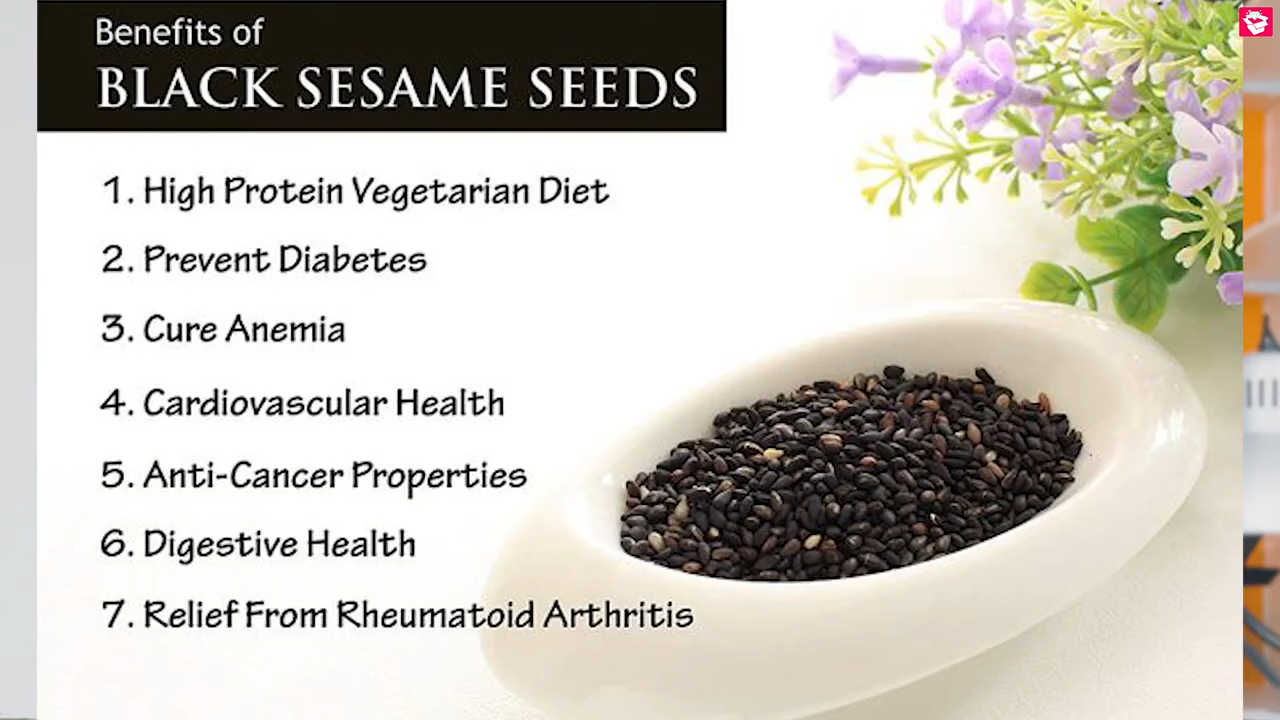 Benefits of
BLACK SESAME SEEDS
1. High Protein Vegetarian Diet
2. Prevent Diabetes
3. Cure Anemia
4. Cardiovascular Health
5. Anti-Cancer Properties
6. Digestive Health
7. Relief From Rheumatoid Arthritis